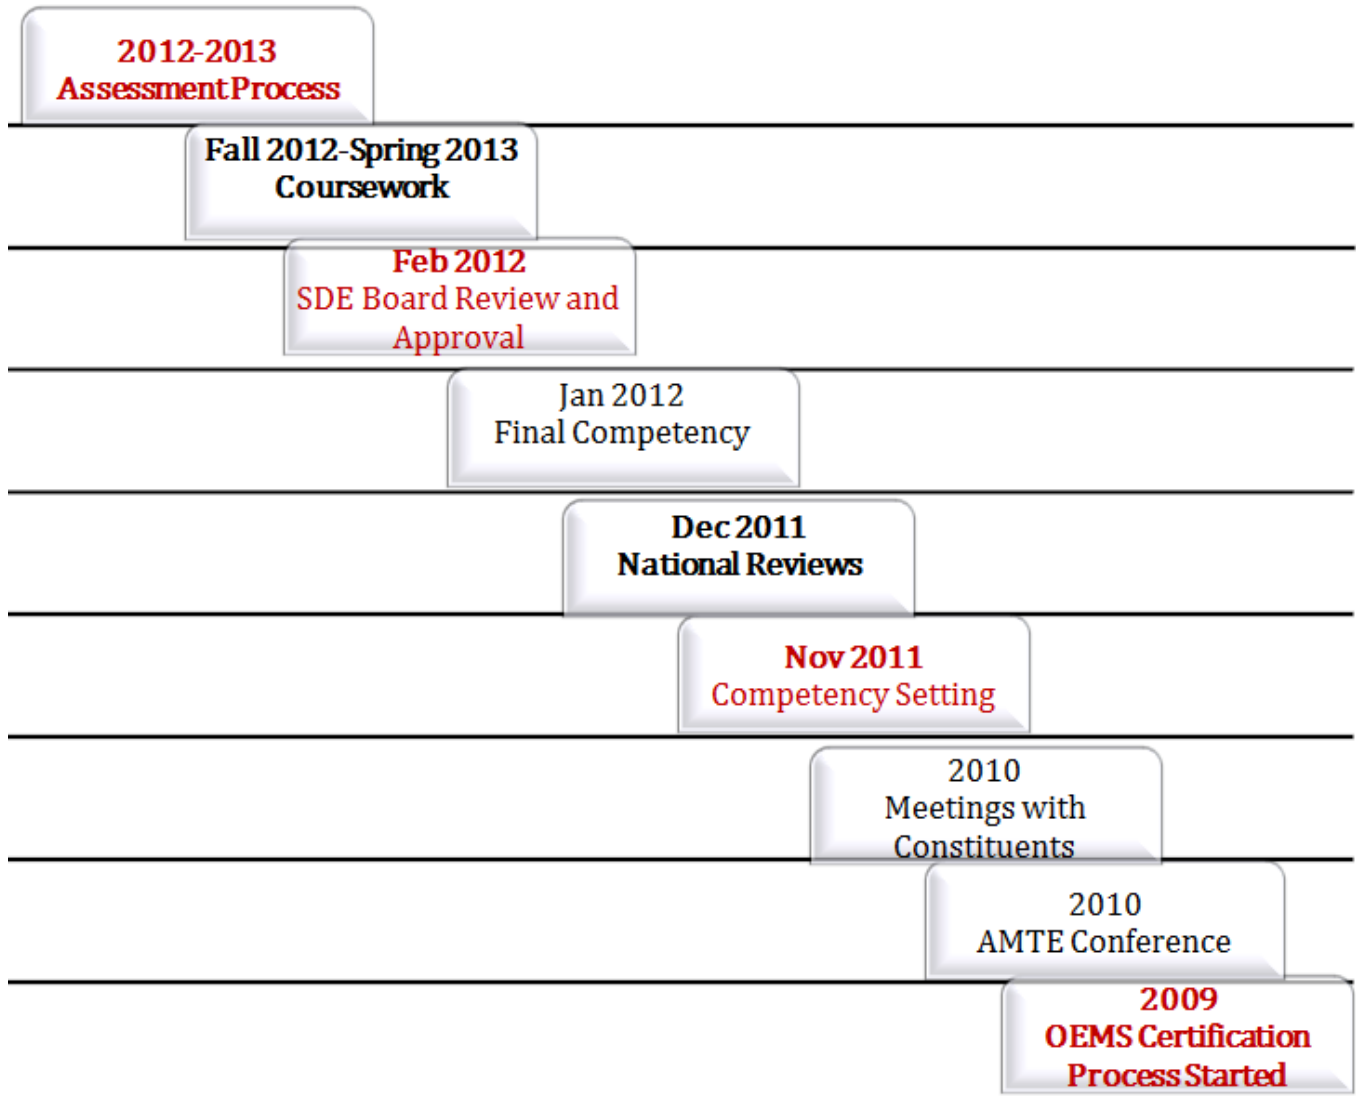 2012-2013
Assessment Process
Fall 2012-Spring 2013
Coursework
Feb 2012
SDE Board Review and
Approval
Jan 2012
Final Competency
Dec 2011
National Reviews
Nov 2011
Competency Setting
2010
Meetings with
Constituents
2010
AMTE Conference
2009
OEMS Certification
Process Started